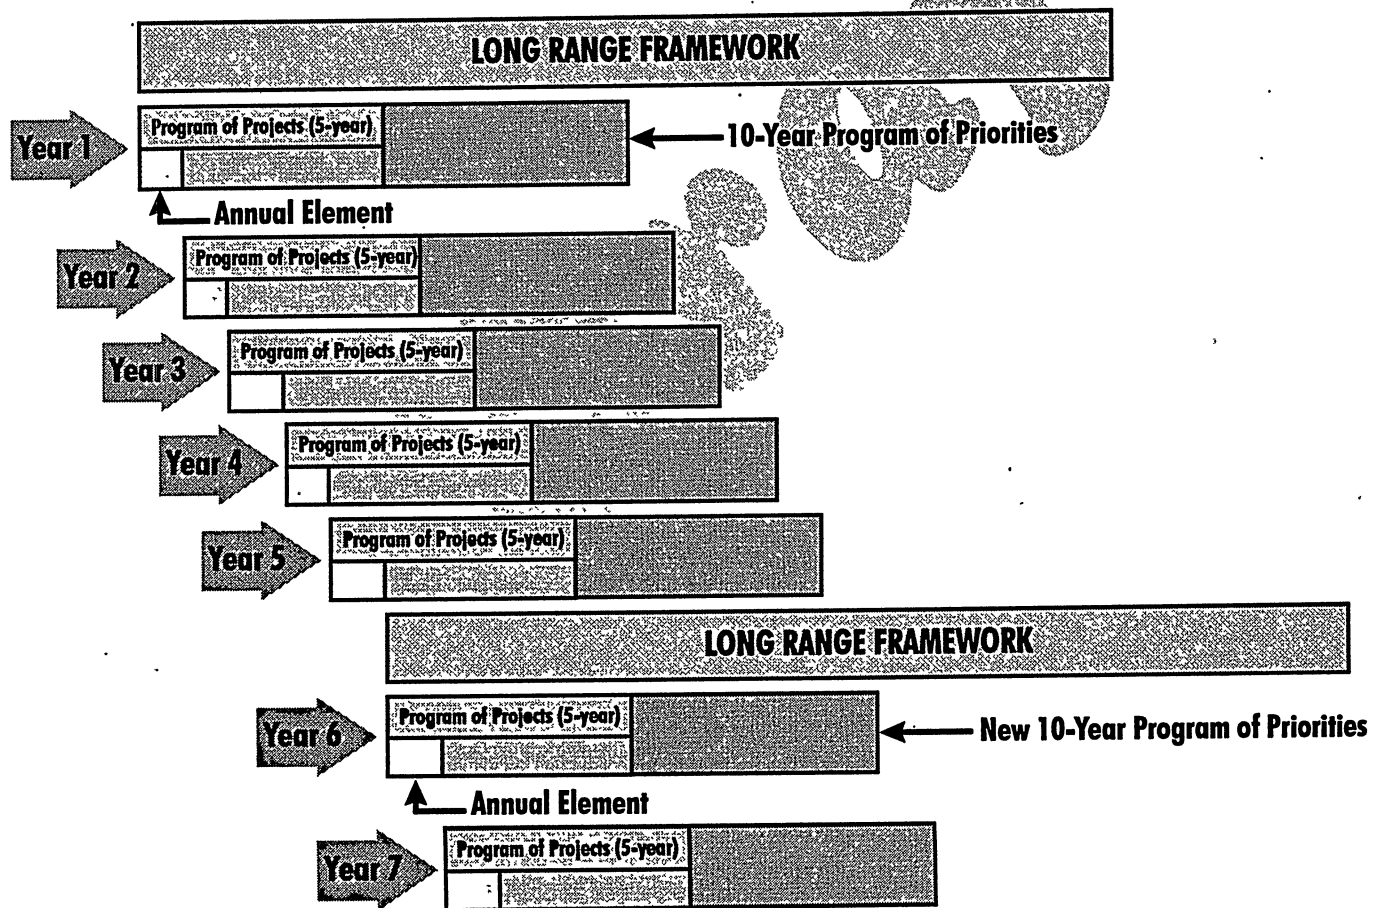 LONG RANGE FRAMEWORK
Year 1
Program of Projects (5-year)
10-Year Program of Priorities
Annual Element
Year 2
Program of Projects (5-year)
Year 3
Program of Projects (5-year)
Year 4
Program of Projects (5-year)
Year 5
Program of Projects (5-year)
LONG RANGE FRAMEWORK
Year 6
Program of Projects (5-year)
New 10-Year Program of Priorities
Annual Element
Year 7
Program of Projects (5-year)